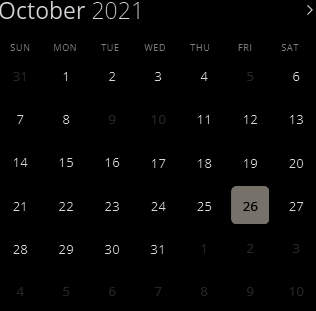 October 2021
SUN MON TUE WED THU FRI SAT
31 1 2 3 4 5 6
7 8 9 10 11 12 13
14 15 16 17 18 19 20
21 22 23 24 25 26 27
28 29 30 31 1 2 3
4 5 6 7 8 9 10